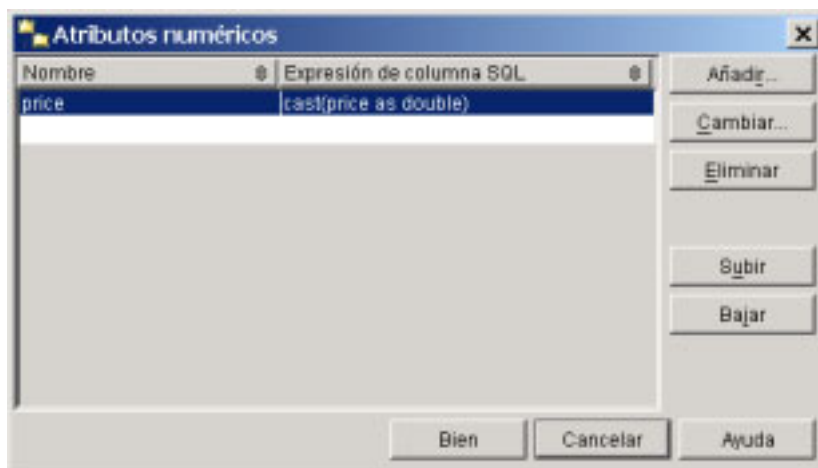 Atributos numéricos
Nombre Expresión de columna SQL
price cast(price as double)
Añadir...
Cambiar...
Eliminar
Subir
Bajar
Bien Cancelar Ayuda